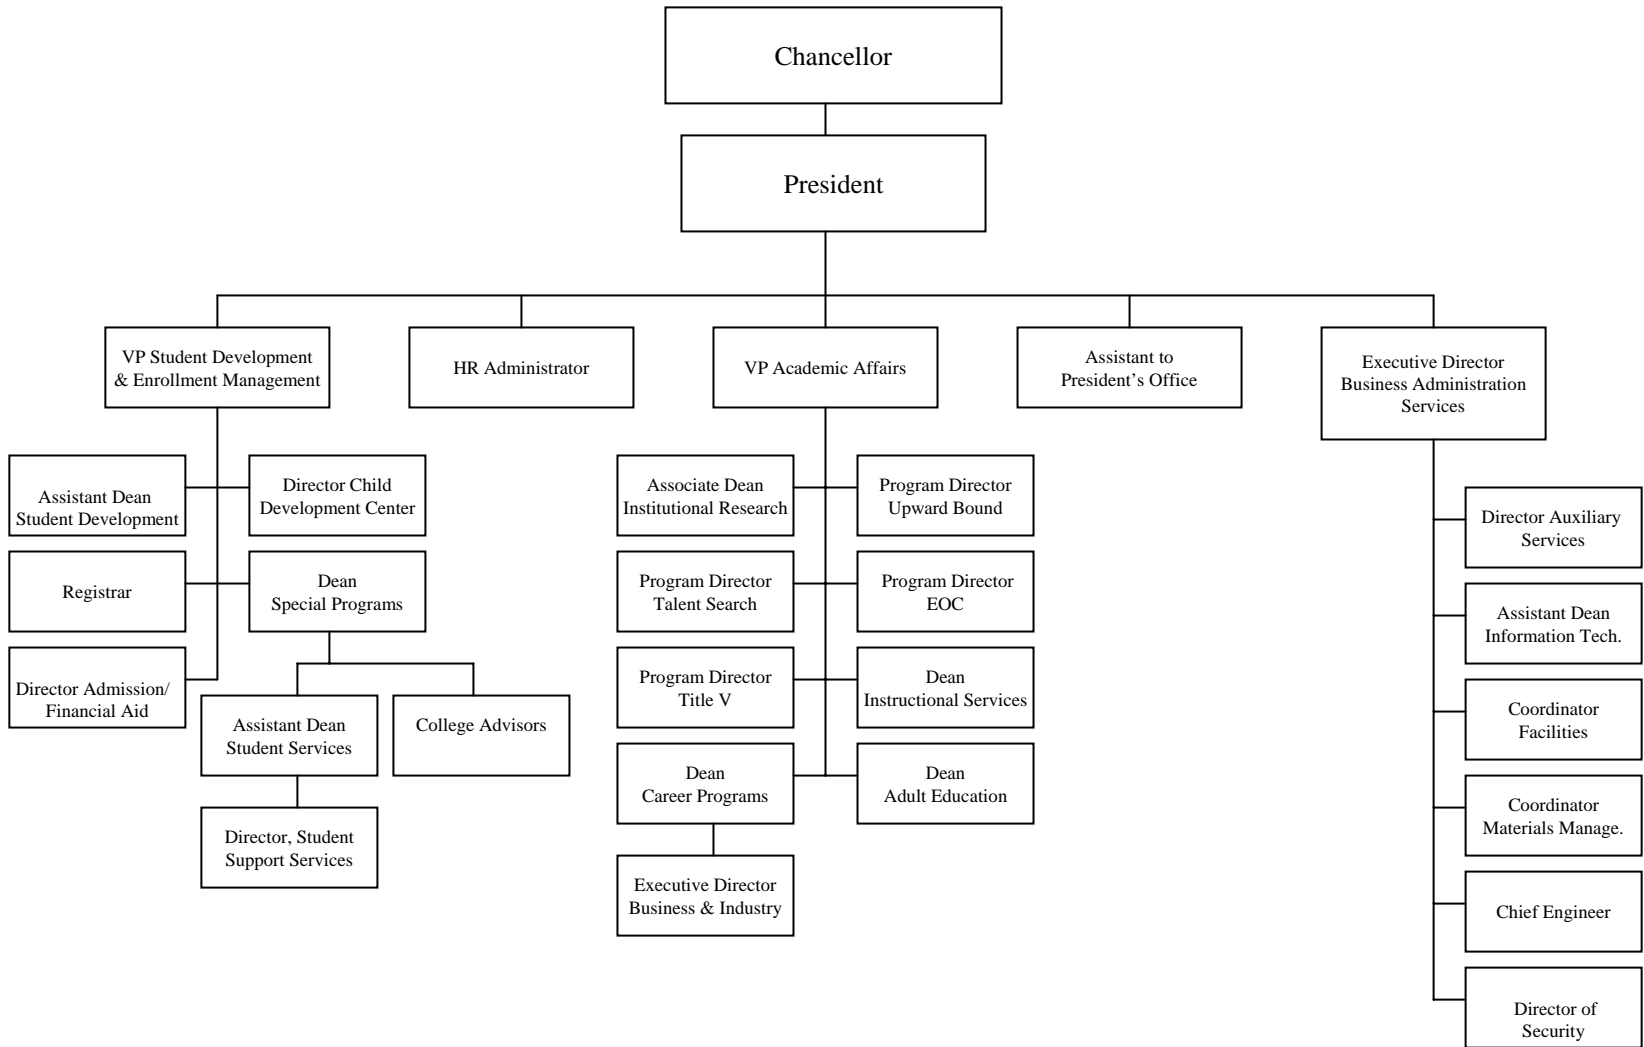 Chancellor
President
VP Student Development
& Enrollment Management
HR Administrator
VP Academic Affairs
Assistant to
President’s Office
Executive Director
Business Administration
Services
Assistant Dean
Student Development
Director Child
Development Center
Registrar
Dean
Special Programs
Director Admission/
Financial Aid
Assistant Dean
Student Services
College Advisors
Director, Student
Support Services
Associate Dean
Institutional Research
Program Director
Upward Bound
Program Director
Talent Search
Program Director
EOC
Program Director
Title V
Dean
Instructional Services
Dean
Career Programs
Dean
Adult Education
Executive Director
Business & Industry
Director Auxiliary
Services
Assistant Dean
Information Tech.
Coordinator
Facilities
Coordinator
Materials Manage.
Chief Engineer
Director of
Security